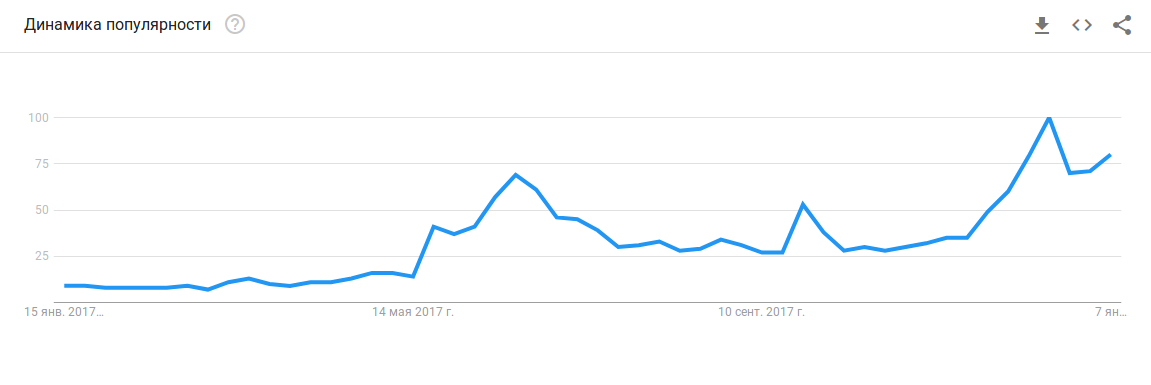 Динамика популярности
100
75
50
25
15 янв. 2017…
14 мая 2017 г.
10 сент. 2017 г.
7 ян…